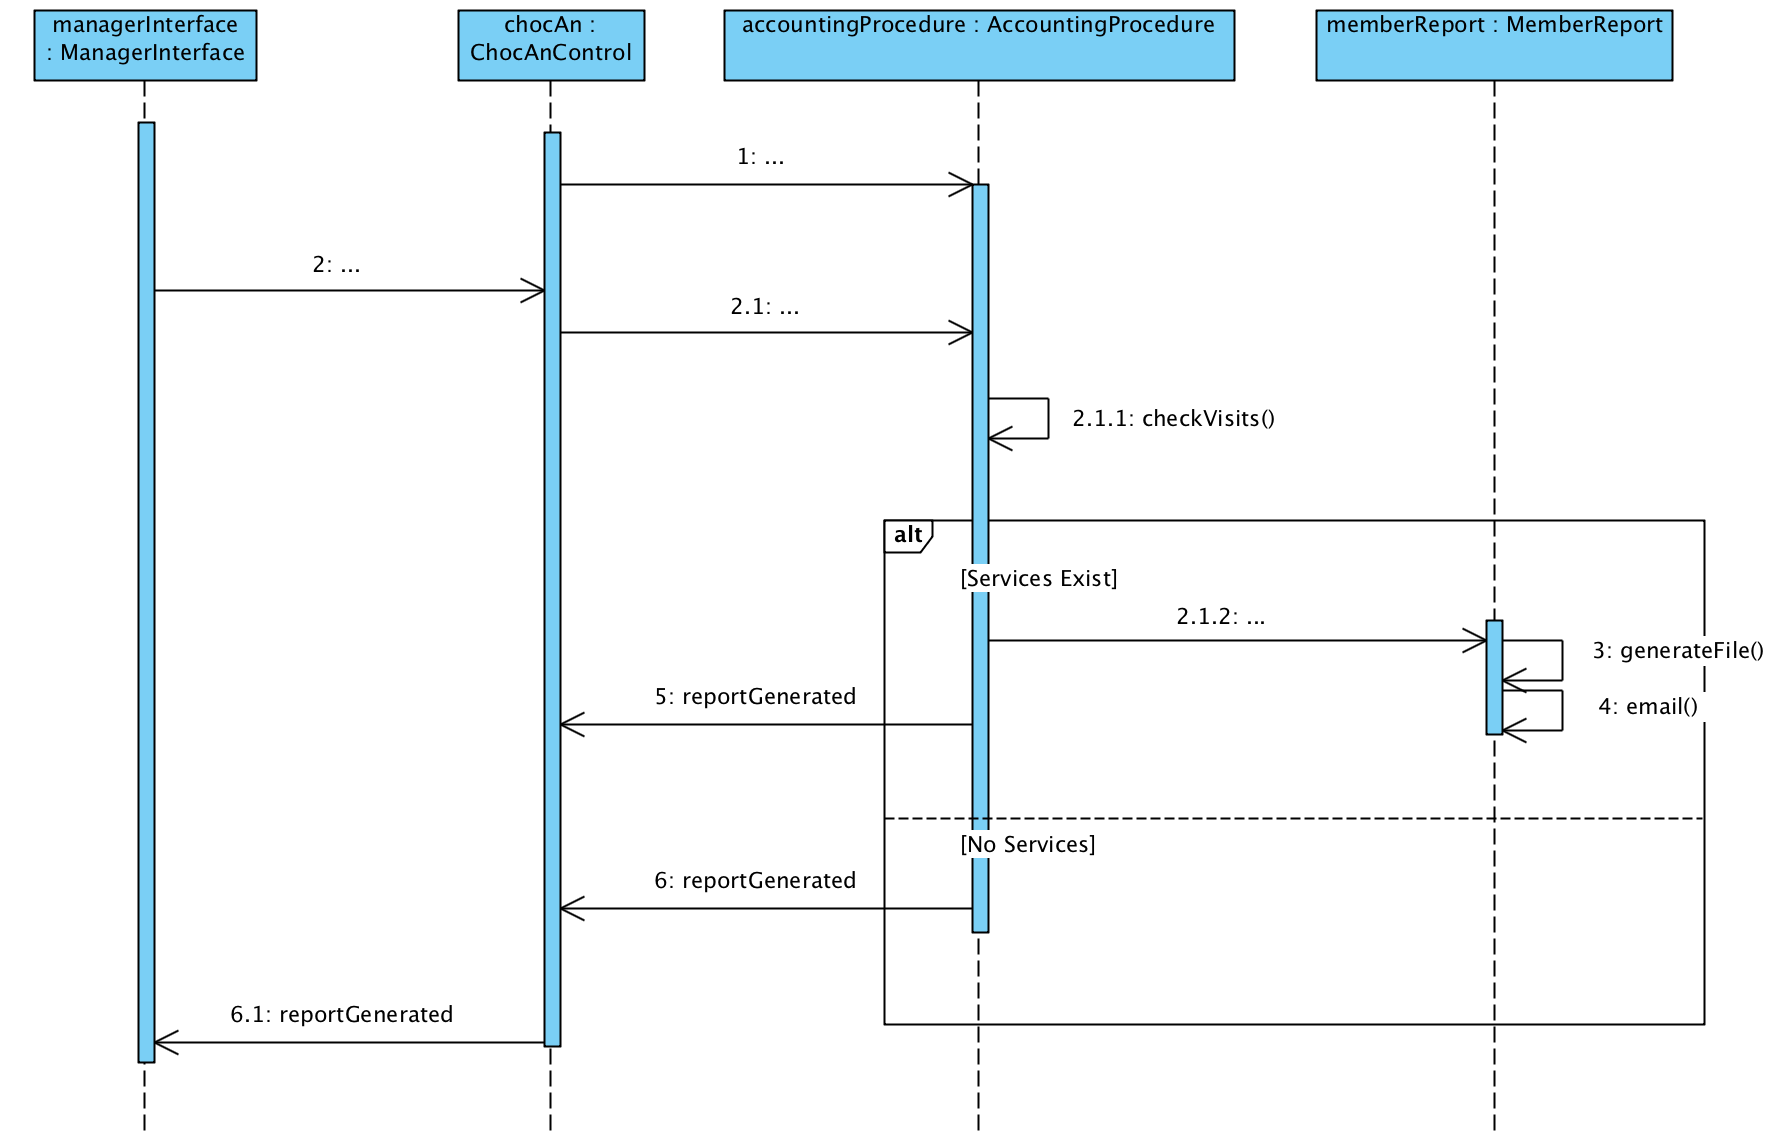 managerInterface
: ManagerInterface
chocAn :
ChocAnControl
accountingProcedure : AccountingProcedure
memberReport : MemberReport
1: ...
2: ...
2.1: ...
2.1.1: checkVisits()
alt
[Services Exist]
2.1.2: ...
3: generateFile()
5: reportGenerated
4: email()
[No Services]
6: reportGenerated
6.1: reportGenerated